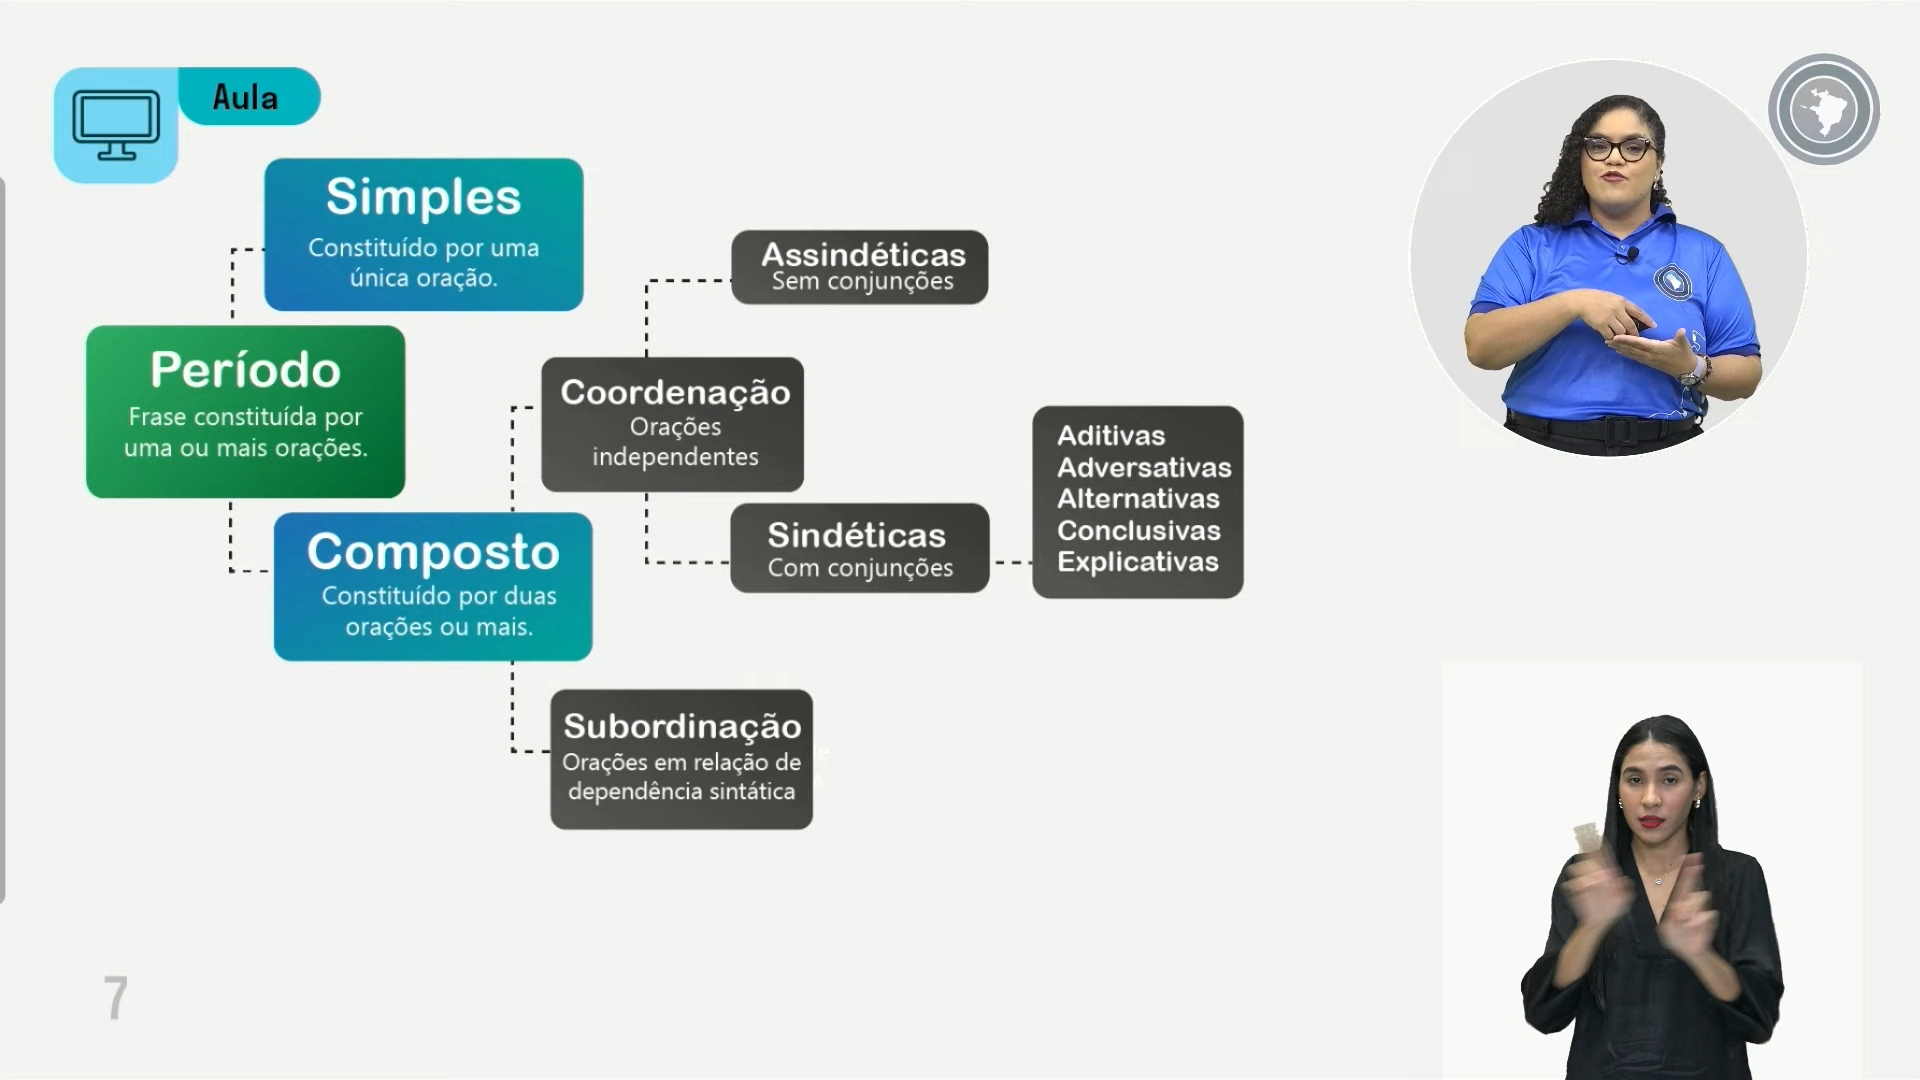 Aula
Simples
Constituído por uma
única oração.
Período
Frase constituída por
uma ou mais orações.
Composto
Constituído por duas
orações ou mais.
Coordenação
Orações
independentes
Assindéticas
Sem conjunções
Sindéticas
Com conjunções
Aditivas
Adversativas
Alternativas
Conclusivas
Explicativas
Subordinação
Orações em relação de
dependência sintática
7